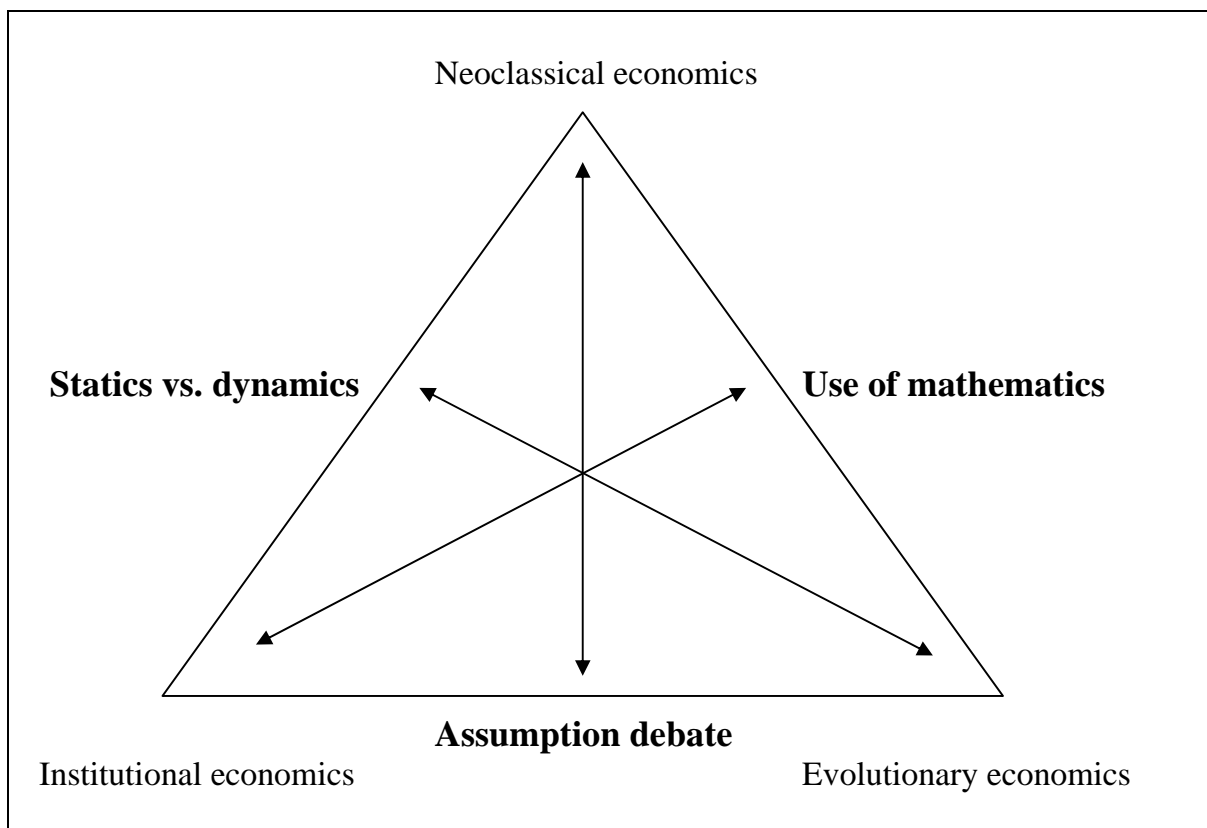 Neoclassical economics
Statics vs. dynamics
Use of mathematics
Assumption debate
Institutional economics
Evolutionary economics